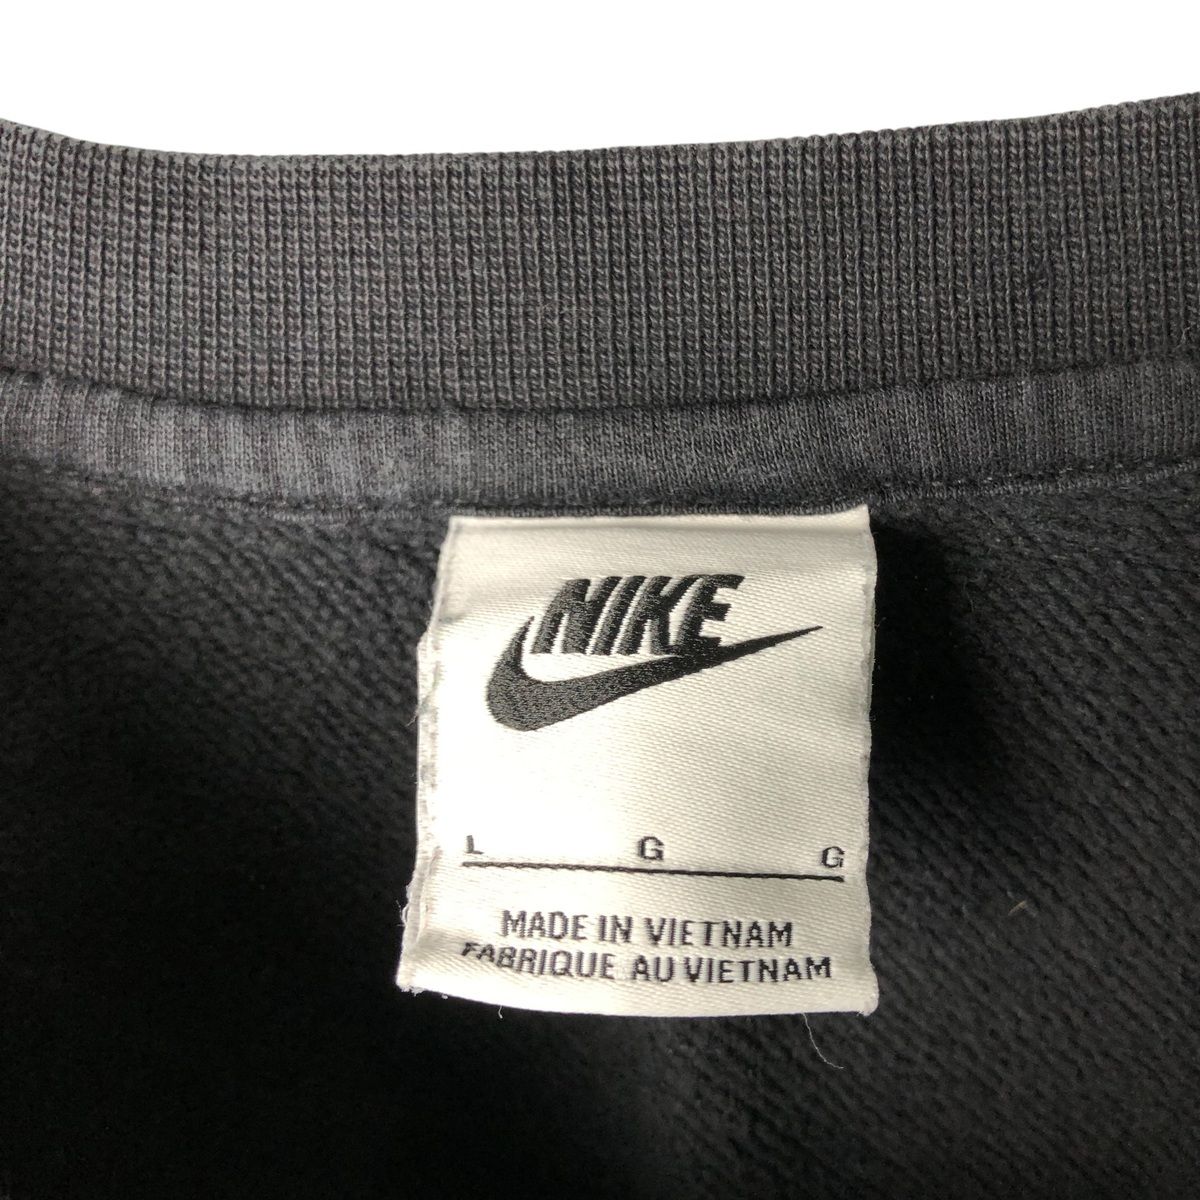 NIKE
L G G
MADE IN VIETNAM
FABRIQUE AU VIETNAM